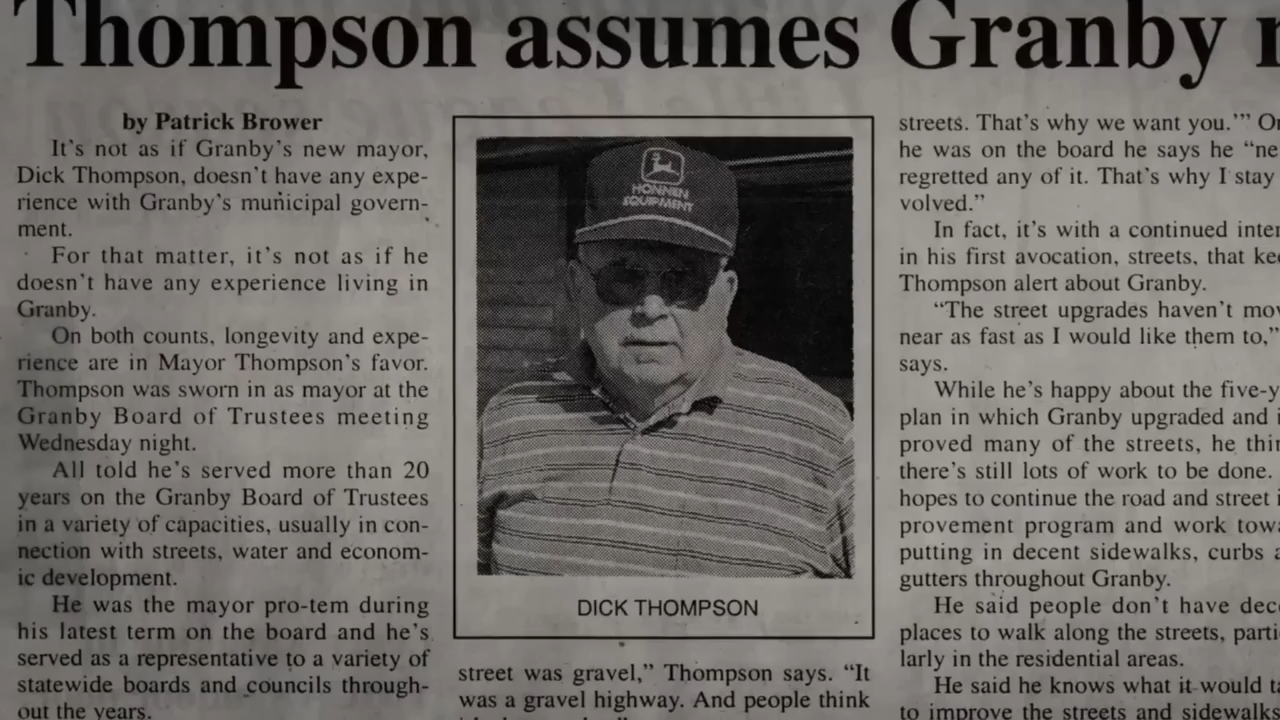 Thompson assumes Granby
by Patrick Brower
It's not as if Granby's new mayor,
Dick Thompson, doesn't have any expe-
rience with Granby's municipal govern-
ment.
For that matter, it's not as if he
doesn't have any experience living in
Granby.
On both counts, longevity and expe-
rience are in Mayor Thompson's favor.
Thompson was sworn in as mayor at the
Granby Board of Trustees meeting
Wednesday night.
All told he's served more than 20
years on the Granby Board of Trustees
in a variety of capacities, usually in con-
nection with streets, water and econom-
ic development.
He was the mayor pro-tem during
his latest term on the board and he's
served as a representative to a variety of
statewide boards and councils through-
out the years.
HONNEN
EQUIPMENT
DICK THOMPSON
street was gravel," Thompson says. "It
was a gravel highway. And people think
streets. That's why we want you.'"
he was on the board he says he "ne
regretted any of it. That's why I stay
volved."
In fact, it's with a continued inter
in his first avocation, streets, that kee
Thompson alert about Granby.
"The street upgrades haven't mov
near as fast as I would like them to,"
says.
While he's happy about the five-y
plan in which Granby upgraded and i
proved many of the streets, he thin
there's still lots of work to be done.
hopes to continue the road and street i
provement program and work towa
putting in decent sidewalks, curbs a
gutters throughout Granby.
He said people don't have dece
places to walk along the streets, parti
larly in the residential areas.
He said he knows what it would ta
to improve the streets and sidewalks